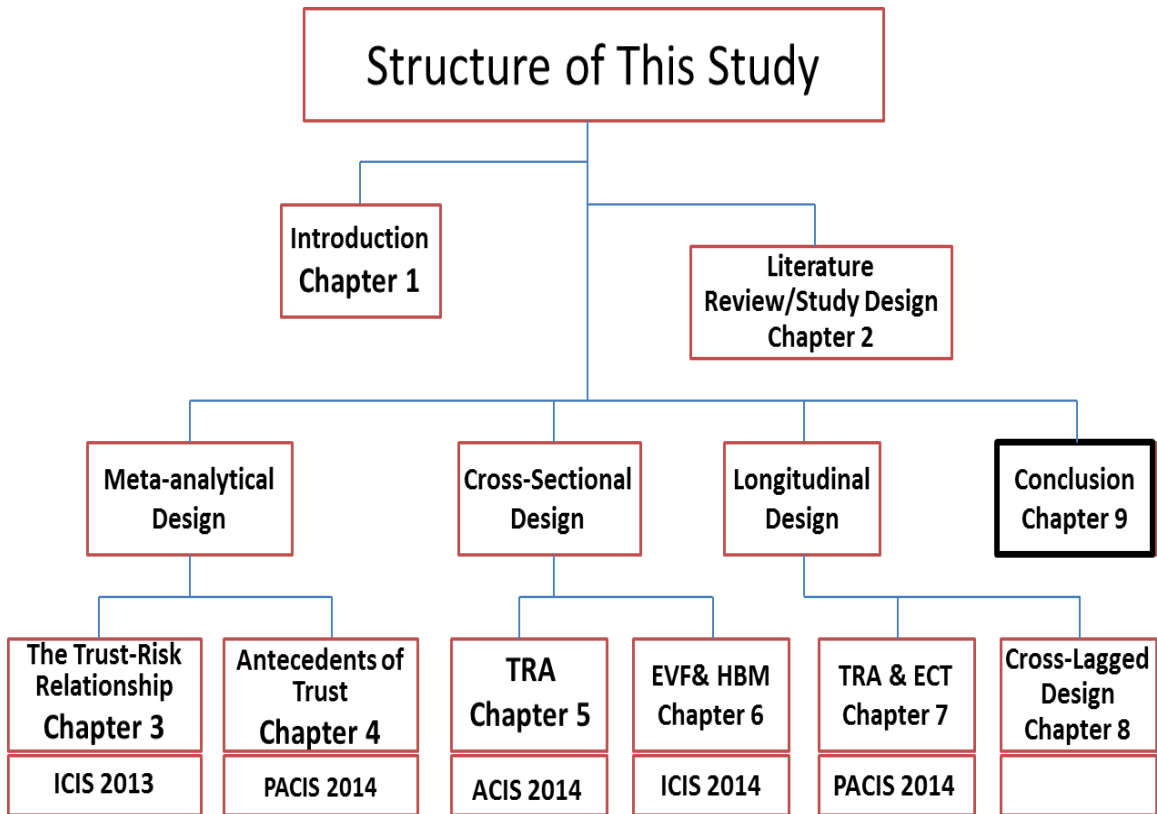 Structure of This Study
Introduction
Chapter 1
Literature
Review/Study Design
Chapter 2
Meta-analytical
Design
Cross-Sectional
Design
Longitudinal
Design
Conclusion
Chapter 9
The Trust-Risk
Relationship
Chapter 3
Antecedents of
Trust
Chapter 4
TRA
Chapter 5
EVF& HBM
Chapter 6
TRA & ECT
Chapter 7
Cross-Lagged
Design
Chapter 8
ICIS 2013
PACIS 2014
ACIS 2014
ICIS 2014
PACIS 2014